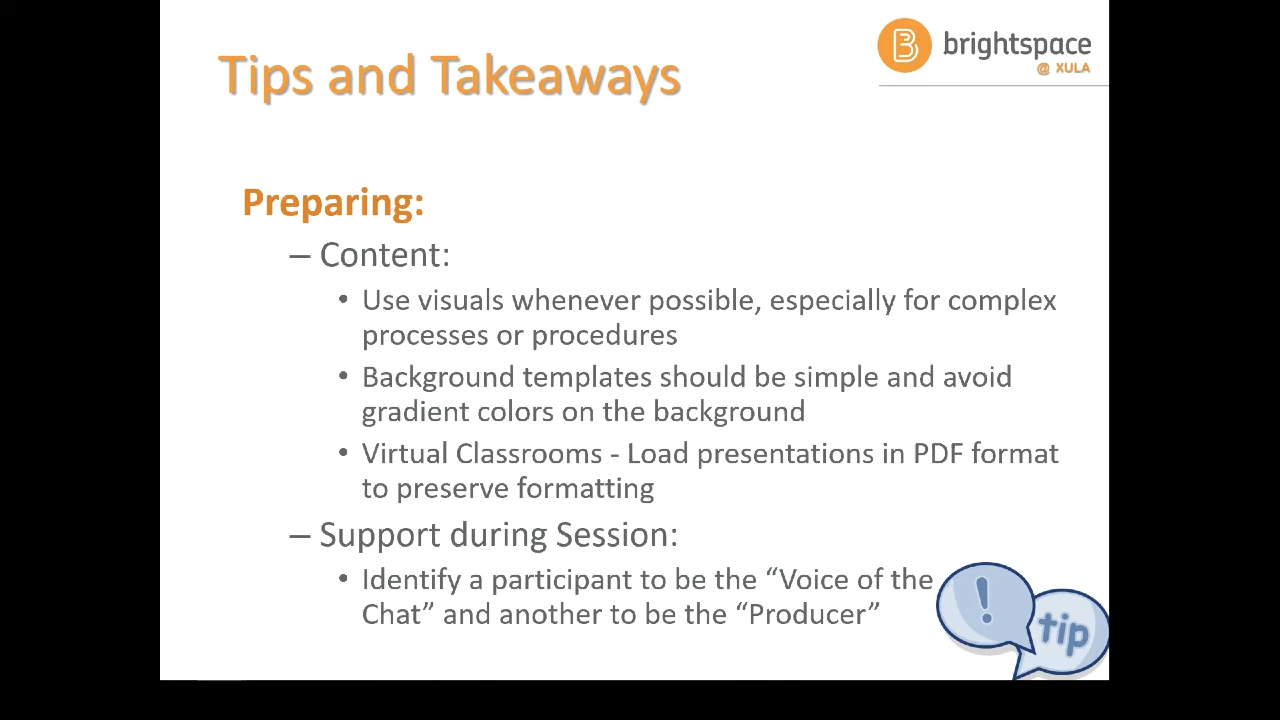 Tips and Takeaways
brightspace
@ XULA
Preparing:
– Content:
• Use visuals whenever possible, especially for complex
processes or procedures
• Background templates should be simple and avoid
gradient colors on the background
• Virtual Classrooms - Load presentations in PDF format
to preserve formatting
– Support during Session:
• Identify a participant to be the “Voice of the
Chat” and another to be the “Producer”
!
tip